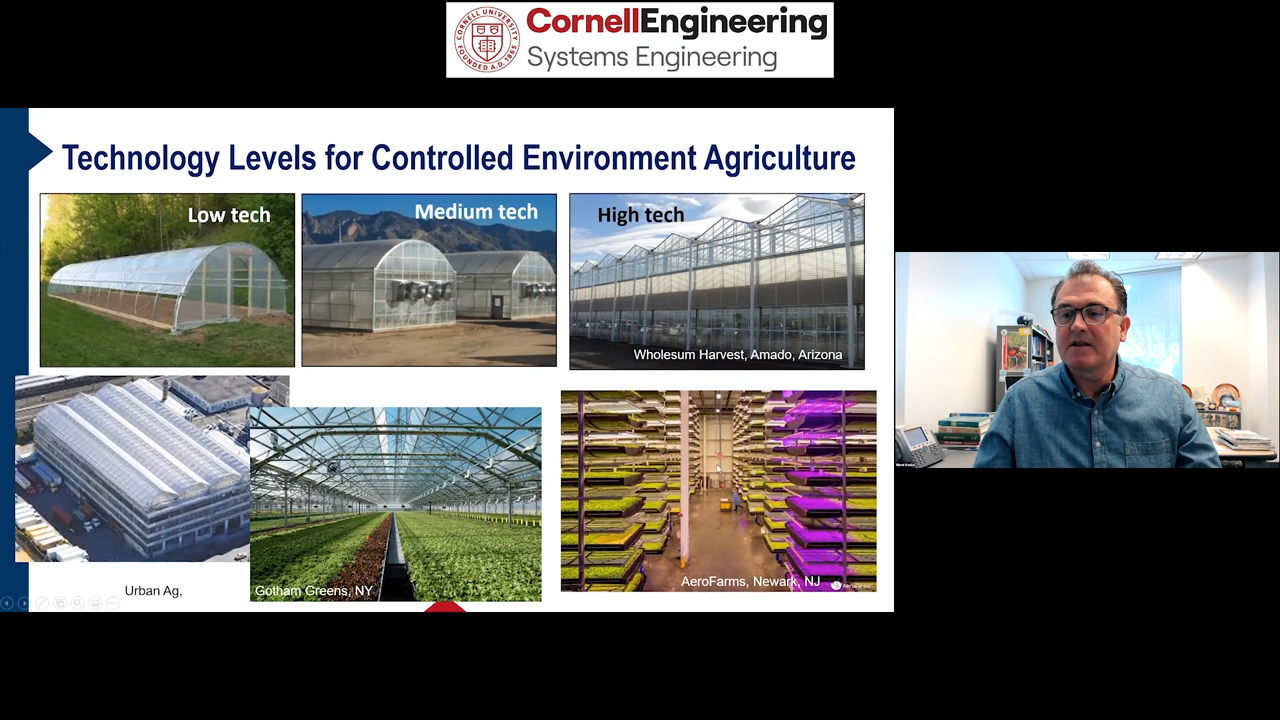 CornellEngineering
Systems Engineering
Technology Levels for Controlled Environment Agriculture
Low tech
Medium tech
High tech
Wholesum Harvest, Amado, Arizona
Urban Ag,
Gotham Greens, NY
AeroFarms, Newark, NJ